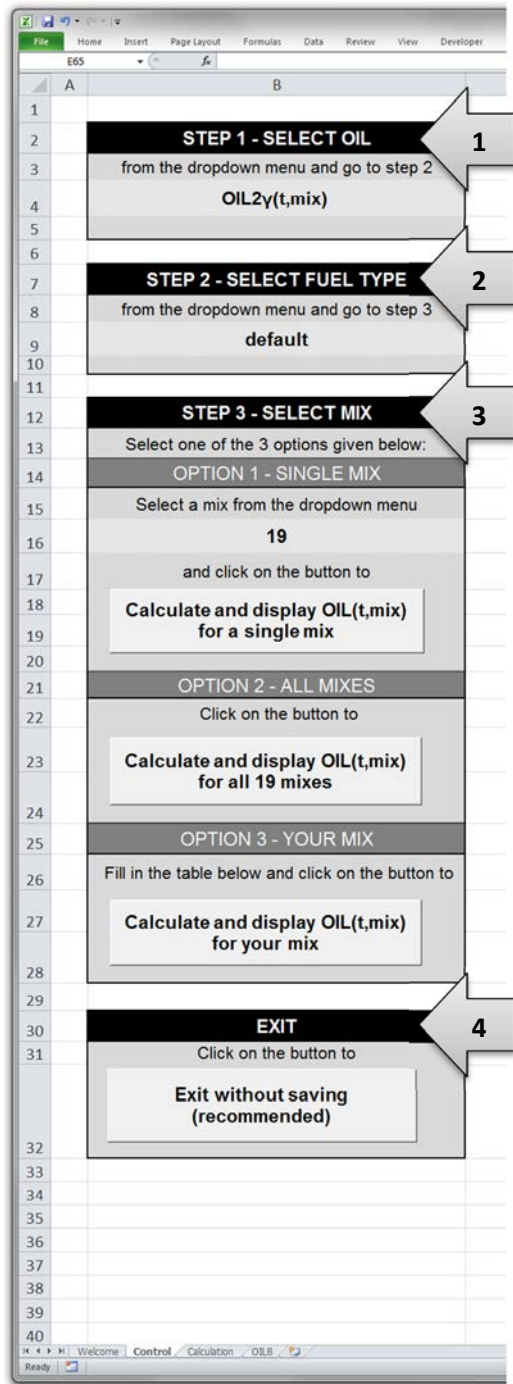 File Home Insert Page Layout Formulas Data Review View Developer
E65 fx
A B
1
2 STEP 1 - SELECT OIL 1
3 from the dropdown menu and go to step 2
4 OIL2γ(t,mix)
5
6
7 STEP 2 - SELECT FUEL TYPE 2
8 from the dropdown menu and go to step 3
9 default
10
11
12 STEP 3 - SELECT MIX 3
13 Select one of the 3 options given below:
14 OPTION 1 - SINGLE MIX
15 Select a mix from the dropdown menu
16 19
17 and click on the button to
18 Calculate and display OIL(t,mix)
19 for a single mix
20
21 OPTION 2 - ALL MIXES
22 Click on the button to
23 Calculate and display OIL(t,mix)
for all 19 mixes
24
25 OPTION 3 - YOUR MIX
26 Fill in the table below and click on the button to
27 Calculate and display OIL(t,mix)
for your mix
28
29
30 EXIT 4
31 Click on the button to
Exit without saving
(recommended)
32
33
34
35
36
37
38
39
40
Welcome Control Calculation OILB
Ready